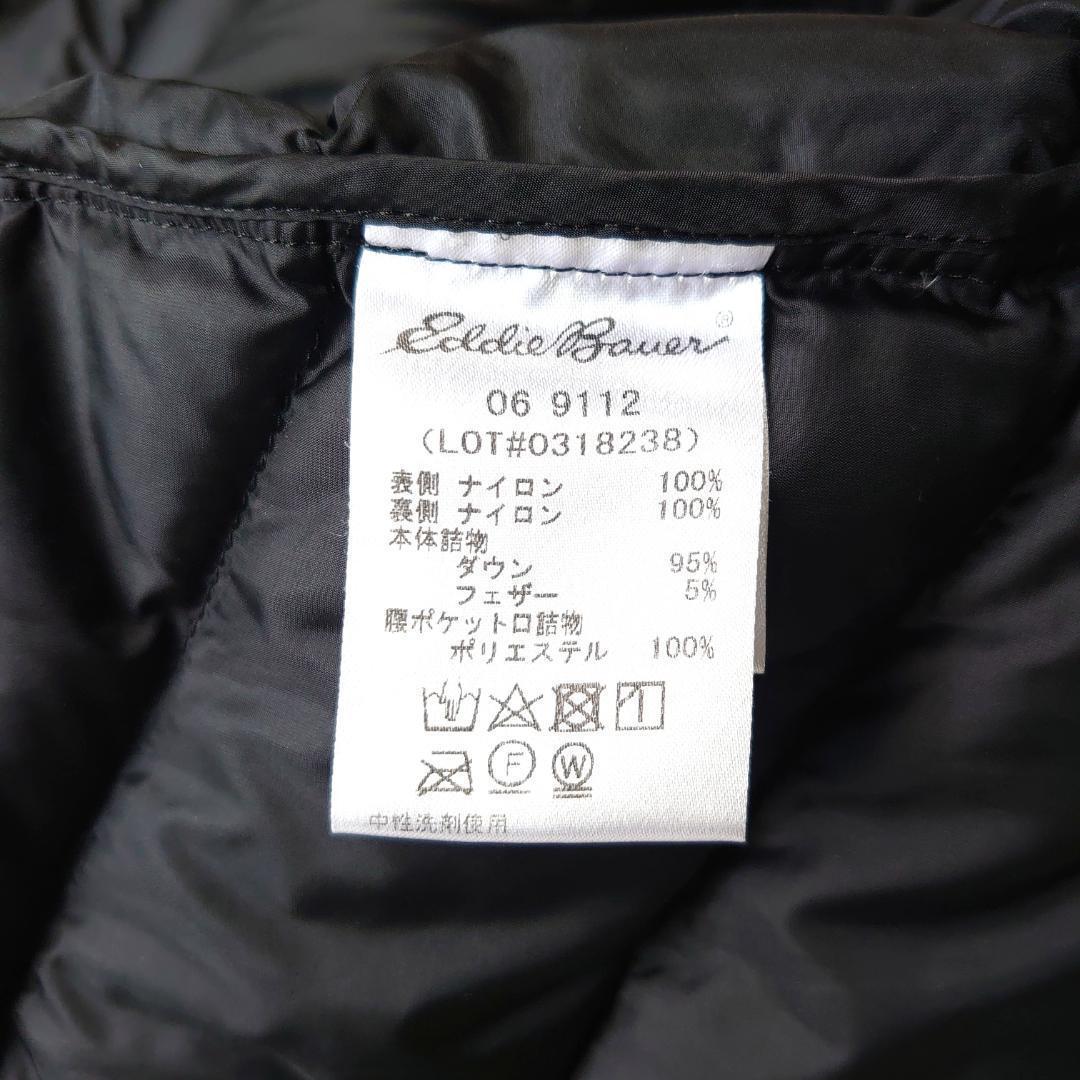 Eddie Bauer®
06 9112
(LOT#0318238)
表側 ナイロン 100%
裏側 ナイロン 100%
本体詰物
ダウン 95%
フェザー 5%
腰ポケット口詰物
ポリエステル 100%
F W
中性洗剤使用